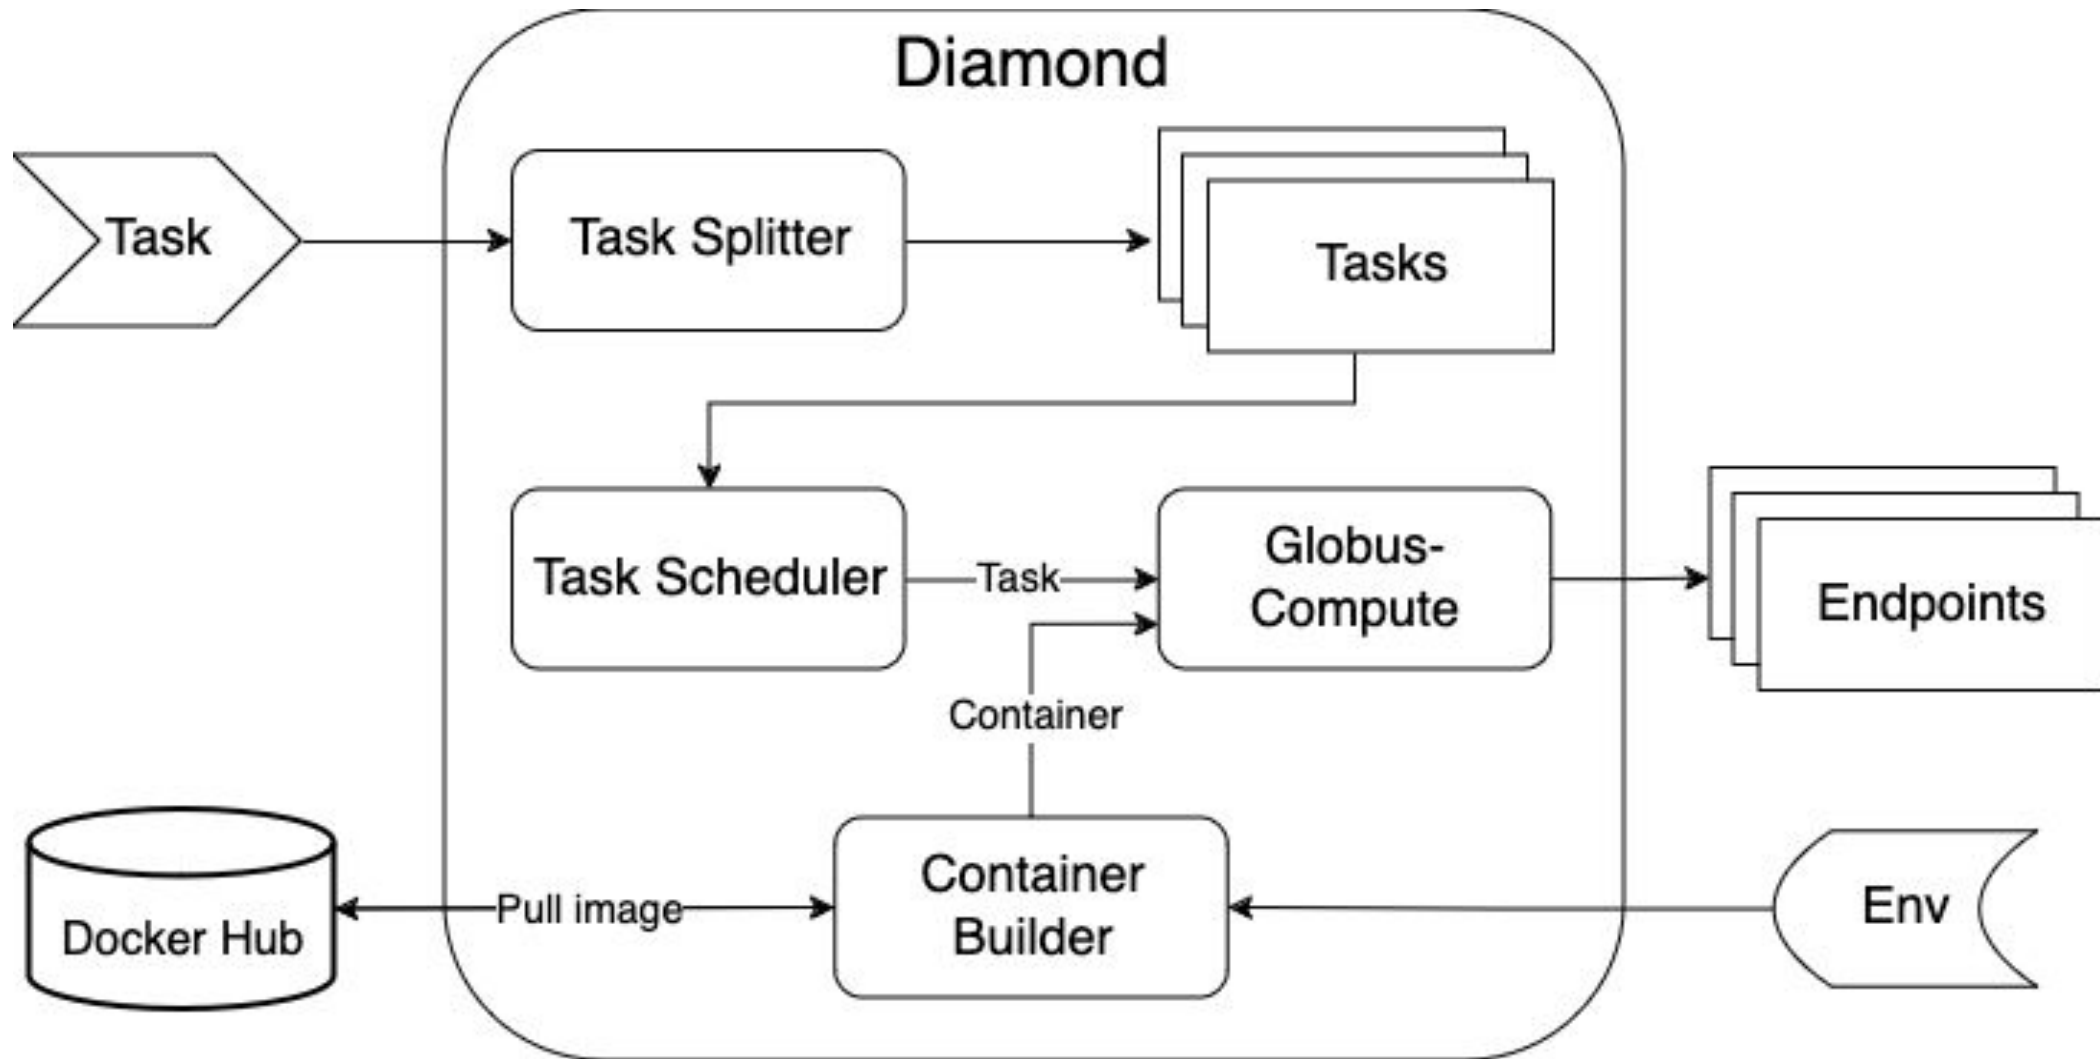 Diamond
Task
Task Splitter
Tasks
Task Scheduler
Task
Globus-
Compute
Endpoints
Container
Docker Hub
Pull image
Container
Builder
Env